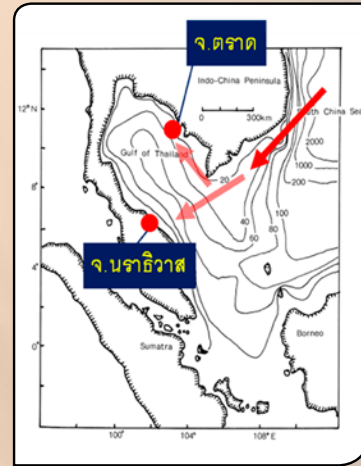 จ.ตราด
Indo-China Peninsula
12°N
0 300km
South China Sea
2000
1000
200
Gulf of Thailand
20
8
100
80
40
60
จ.นราธิวาส
4
0°
Sumatra
Borneo
100° 104° 108°E